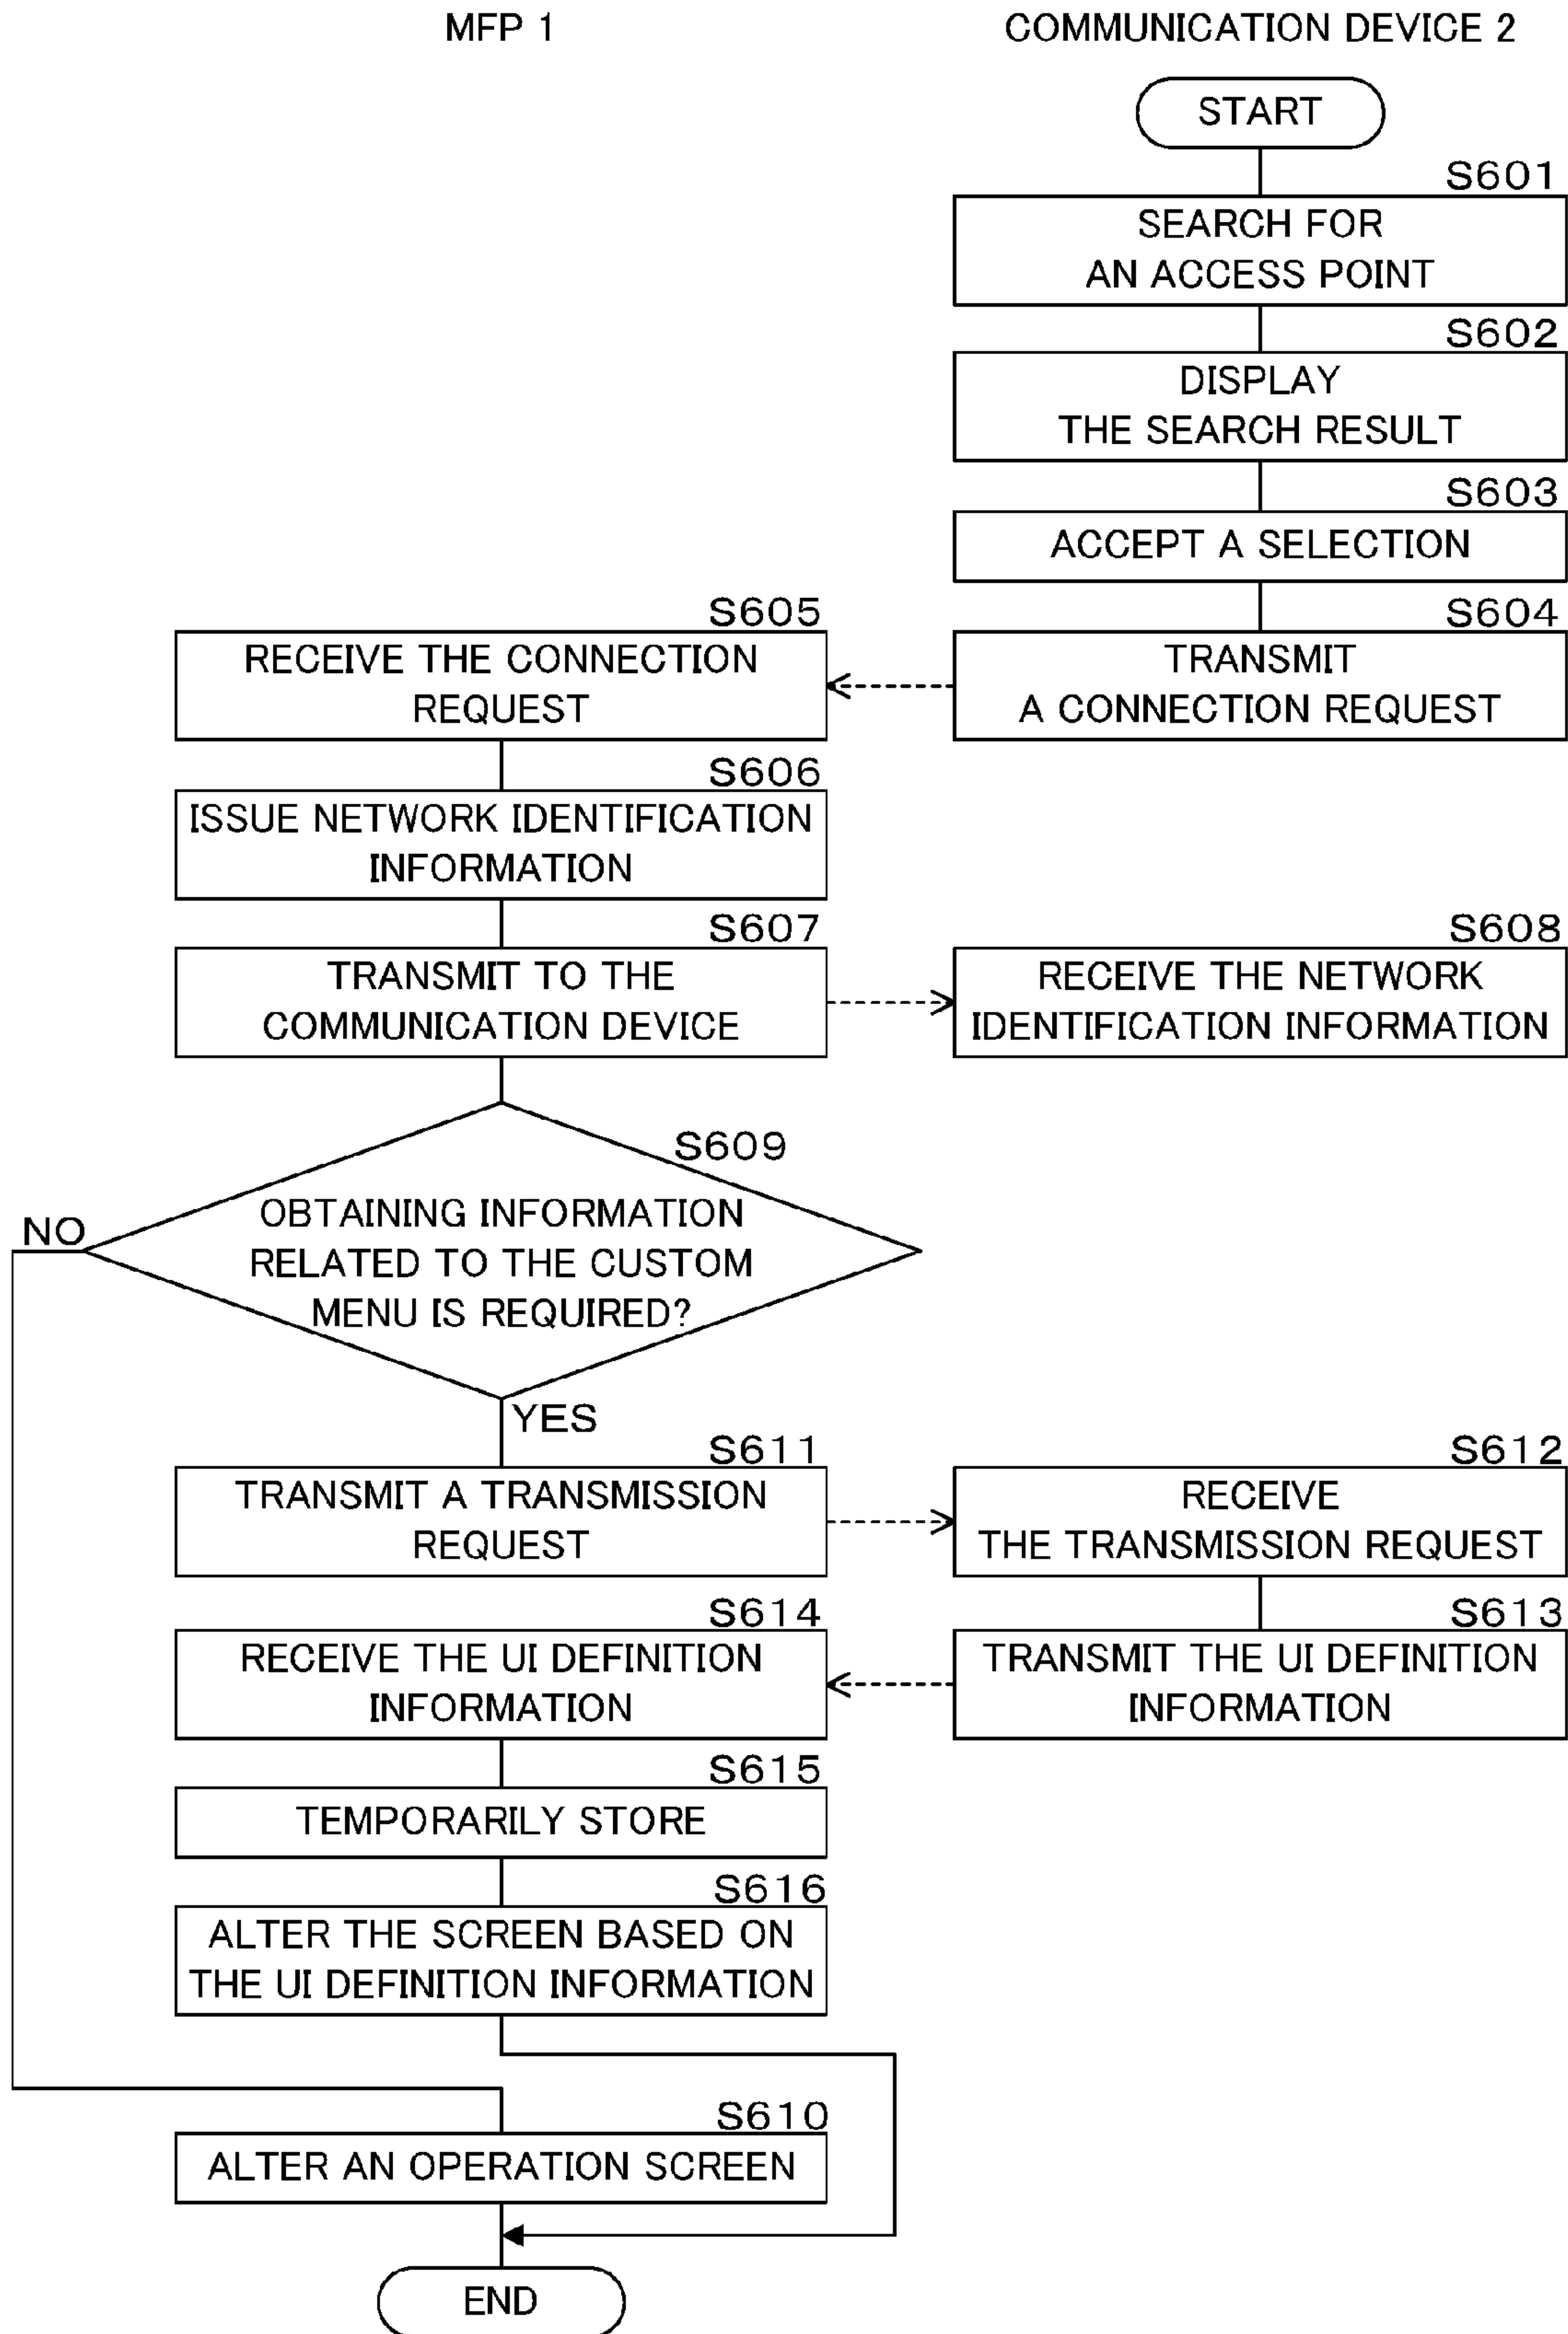 MFP 1
COMMUNICATION DEVICE 2
START
S601
SEARCH FOR
AN ACCESS POINT
S602
DISPLAY
THE SEARCH RESULT
S603
ACCEPT A SELECTION
S604
TRANSMIT
A CONNECTION REQUEST
S605
RECEIVE THE CONNECTION
REQUEST
S606
ISSUE NETWORK IDENTIFICATION
INFORMATION
S607
TRANSMIT TO THE
COMMUNICATION DEVICE
S608
RECEIVE THE NETWORK
IDENTIFICATION INFORMATION
S609
OBTAINING INFORMATION
RELATED TO THE CUSTOM
MENU IS REQUIRED?
NO
YES
S611
TRANSMIT A TRANSMISSION
REQUEST
S612
RECEIVE
THE TRANSMISSION REQUEST
S613
TRANSMIT THE UI DEFINITION
INFORMATION
S614
RECEIVE THE UI DEFINITION
INFORMATION
S615
TEMPORARILY STORE
S616
ALTER THE SCREEN BASED ON
THE UI DEFINITION INFORMATION
S610
ALTER AN OPERATION SCREEN
END